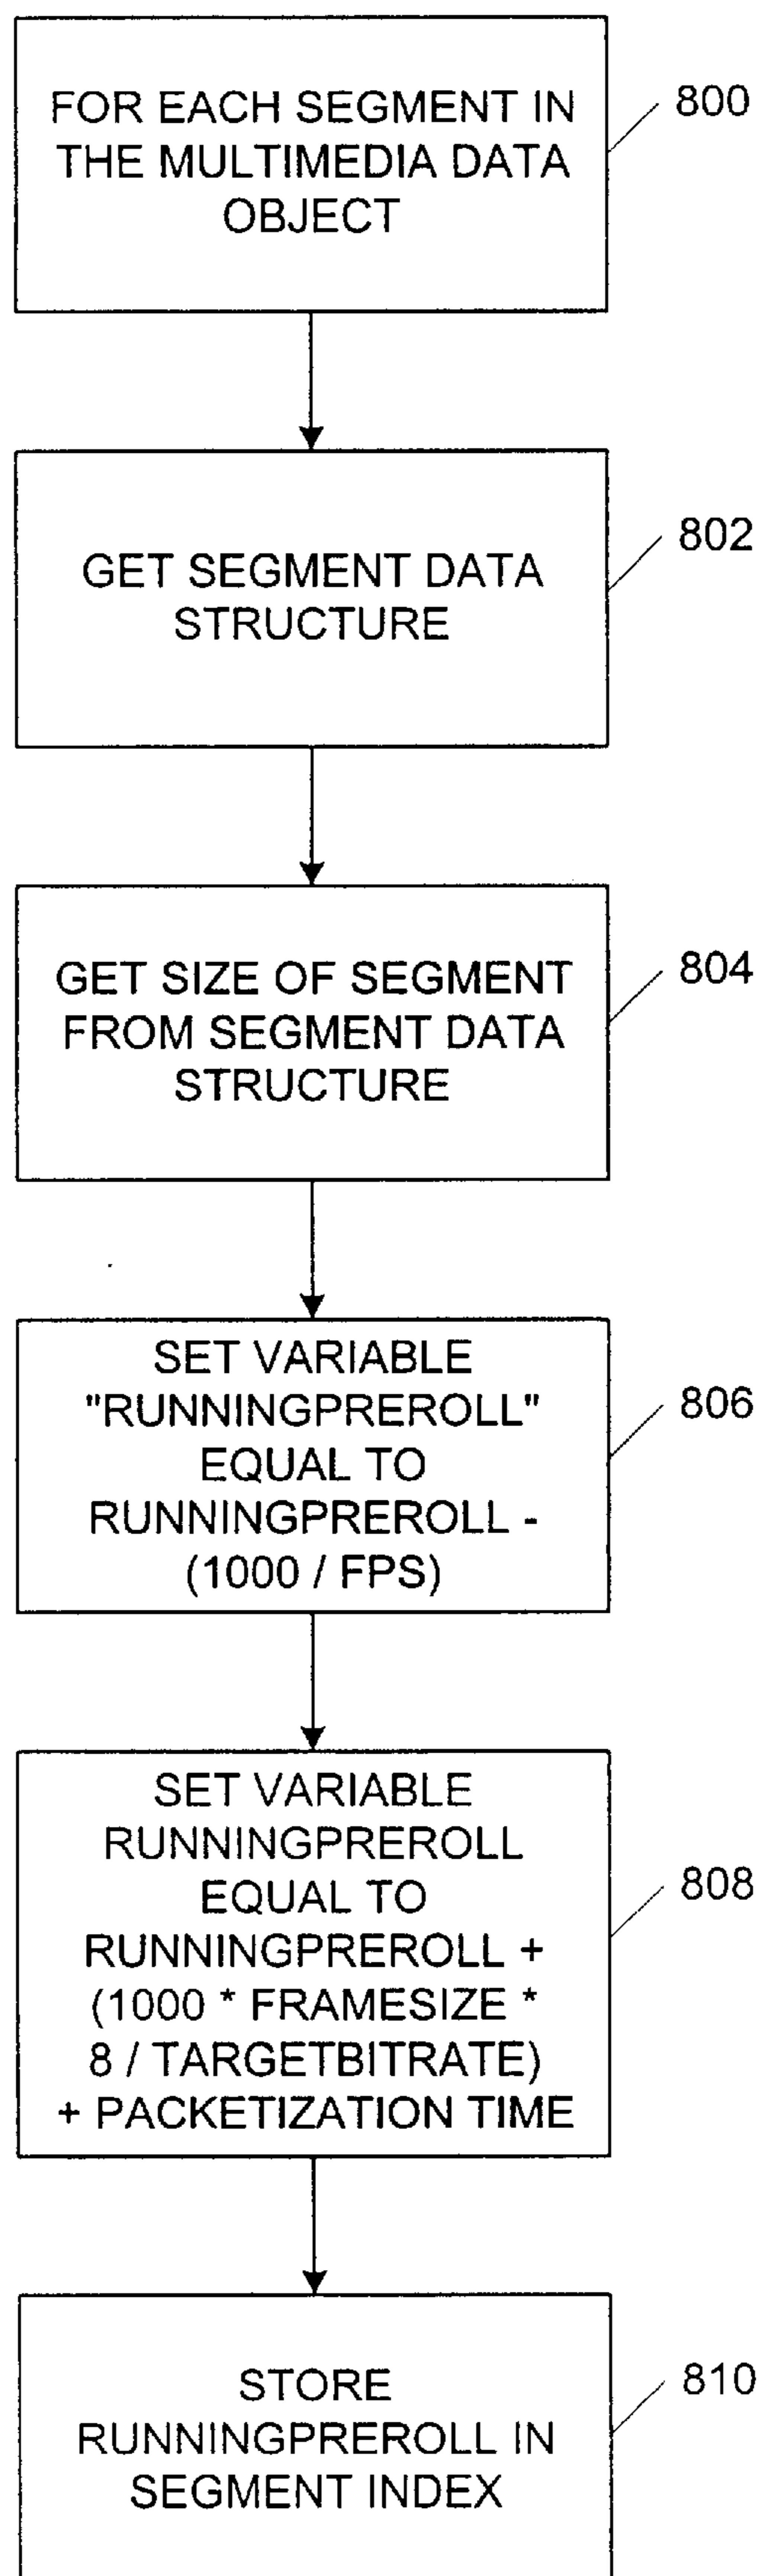 FOR EACH SEGMENT IN
THE MULTIMEDIA DATA
OBJECT
800
GET SEGMENT DATA
STRUCTURE
802
GET SIZE OF SEGMENT
FROM SEGMENT DATA
STRUCTURE
804
SET VARIABLE
"RUNNINGPREROLL"
EQUAL TO
RUNNINGPREROLL -
(1000 / FPS)
806
SET VARIABLE
RUNNINGPREROLL
EQUAL TO
RUNNINGPREROLL +
(1000 * FRAMESIZE *
8 / TARGETBITRATE)
+ PACKETIZATION TIME
808
STORE
RUNNINGPREROLL IN
SEGMENT INDEX
810